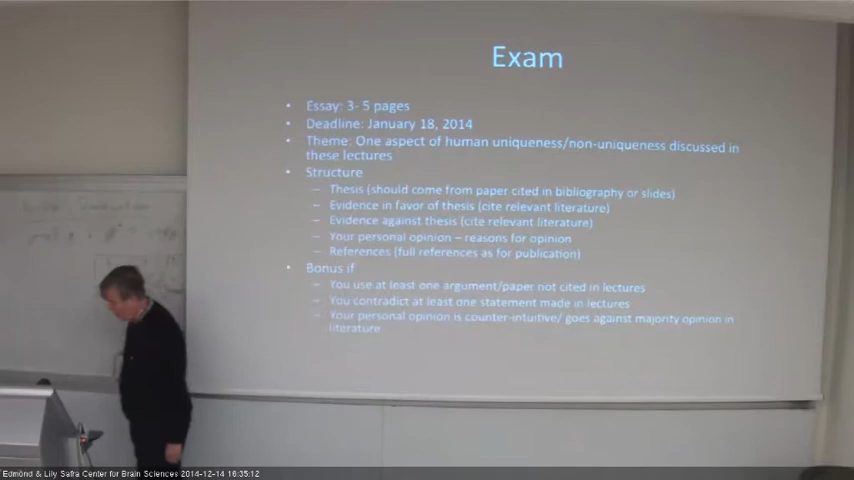 Exam
• Essay: 3- 5 pages
• Deadline: January 18, 2014
• Theme: One aspect of human uniqueness/non-uniqueness discussed in
these lectures
• Structure
– Thesis (should come from paper cited in bibliography or slides)
– Evidence in favor of thesis (cite relevant literature)
– Evidence against thesis (cite relevant literature)
– Your personal opinion – reasons for opinion
– References (full references as for publication)
• Bonus if
– You use at least one argument/paper not cited in lectures
– You contradict at least one statement made in lectures
– Your personal opinion is counter-intuitive/ goes against majority opinion in
literature
Edmond & Lily Safra Center for Brain Sciences 2014-12-14 16:35:12